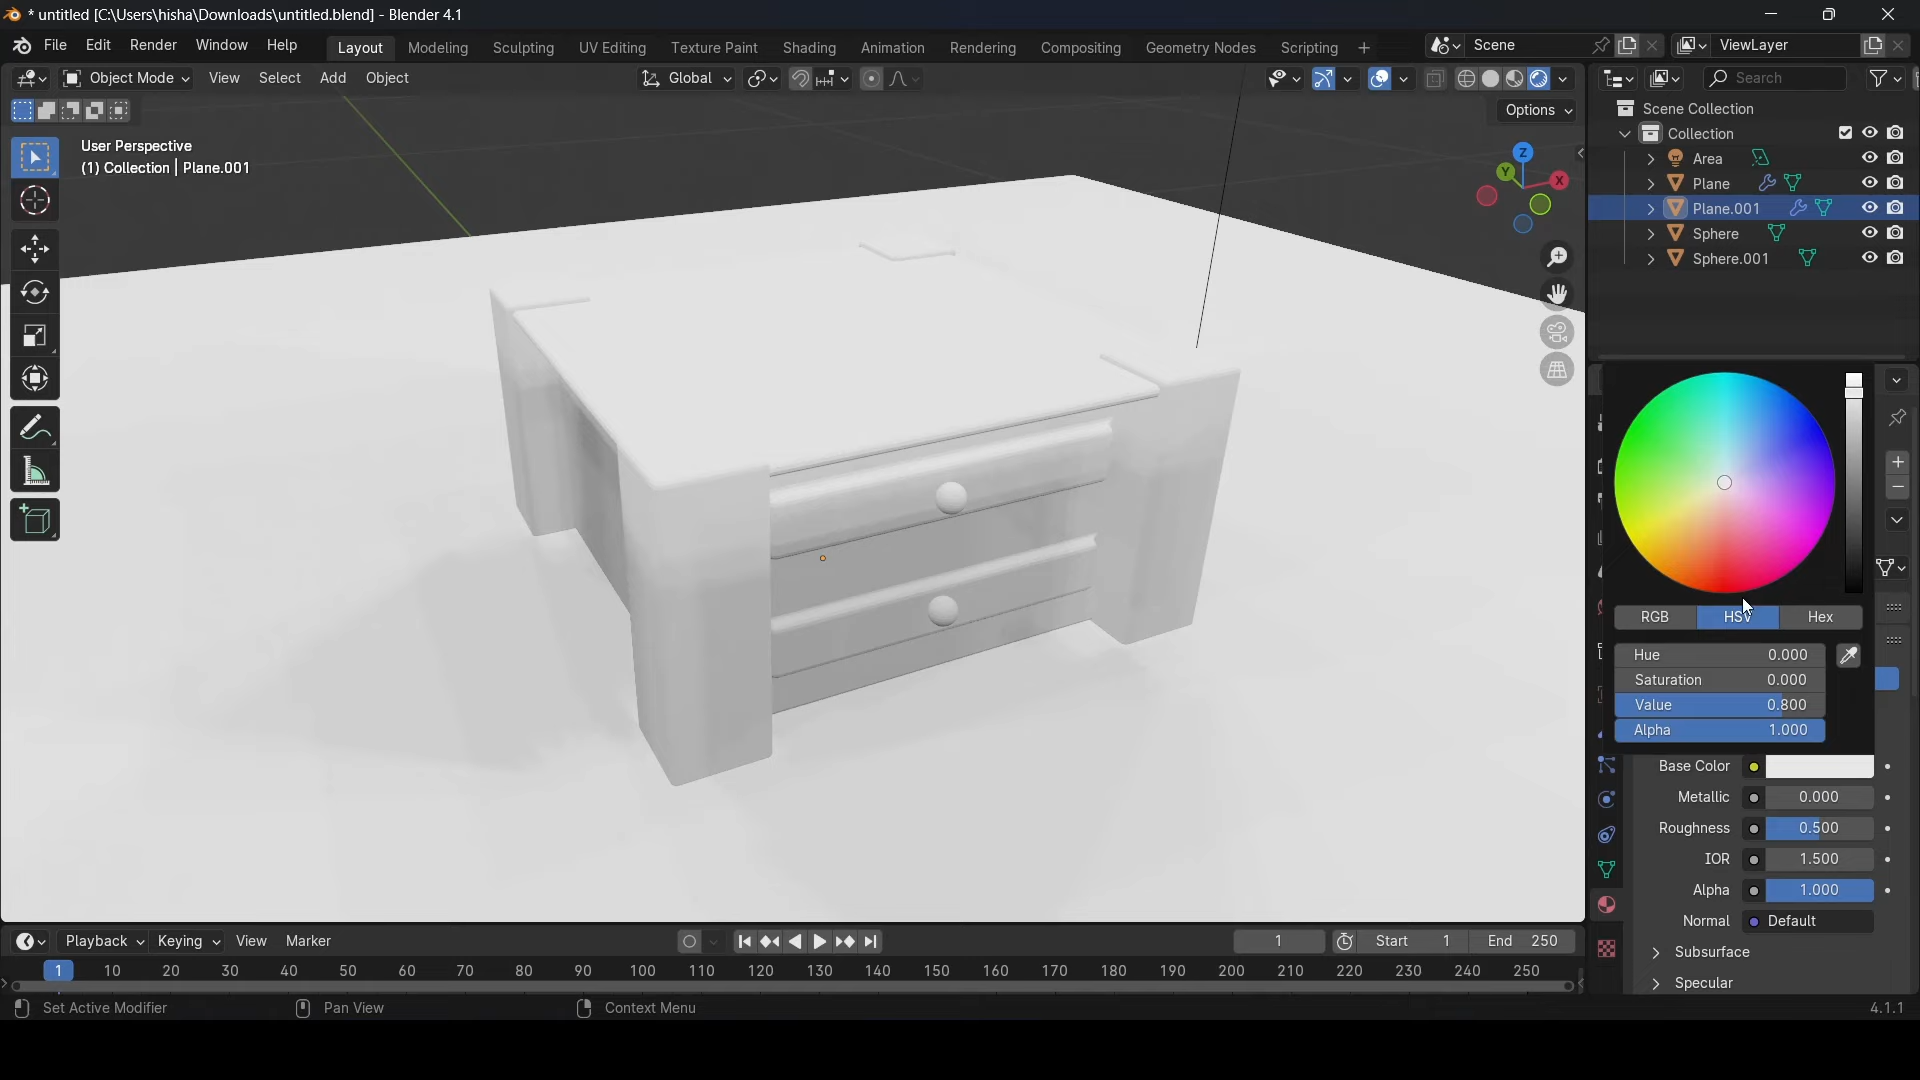 * untitled [C:\Users\hisha\Downloads\untitled.blend] - Blender 4.1
File Edit Render Window Help Layout Modeling Sculpting UV Editing Texture Paint Shading Animation Rendering Compositing Geometry Nodes Scripting + Scene ViewLayer
Object Mode View Select Add Object Global Search
Options
User Perspective
(1) Collection | Plane.001
Z
Y
X
Scene Collection
Collection
Area
Plane
Plane.001
Sphere
Sphere.001
RGB HSV Hex
Hue 0.000
Saturation 0.000
Value 0.800
Alpha 1.000
Base Color
Metallic 0.000
Roughness 0.500
IOR 1.500
Alpha 1.000
Normal Default
Subsurface
Specular
Playback Keying View Marker 1 Start 1 End 250
1 10 20 30 40 50 60 70 80 90 100 110 120 130 140 150 160 170 180 190 200 210 220 230 240 250
Set Active Modifier Pan View Context Menu 4.1.1